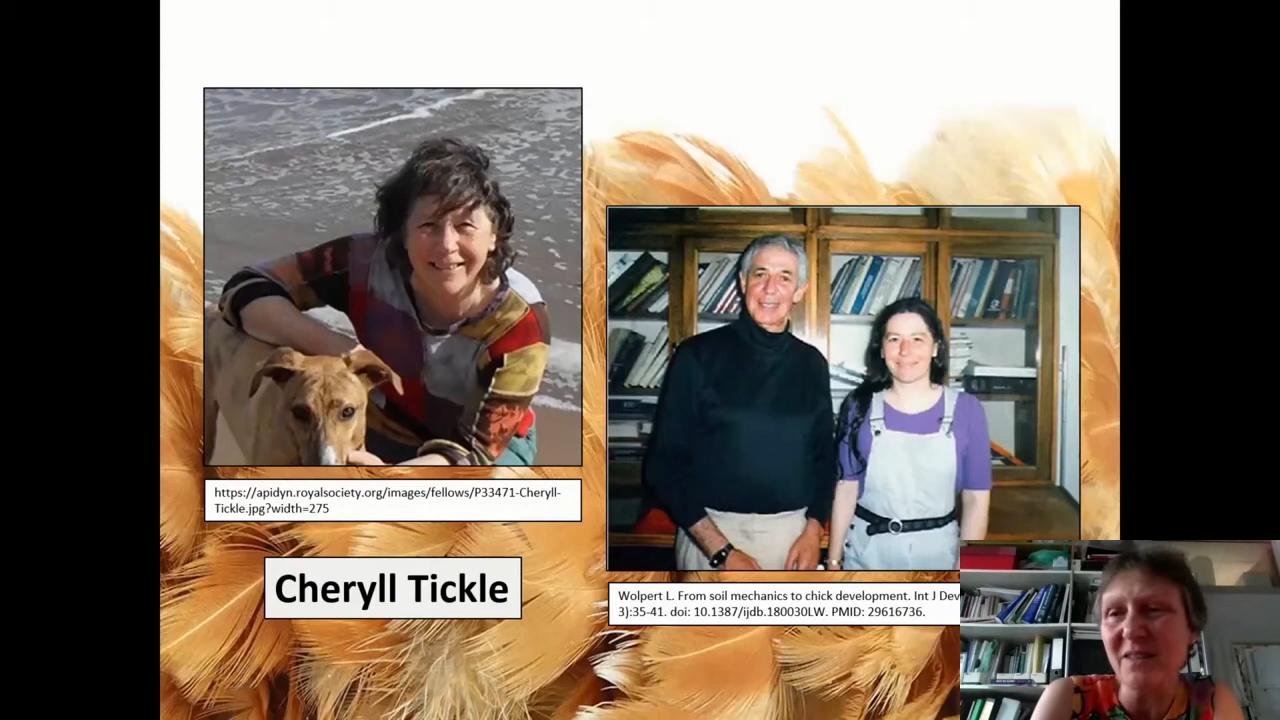 https://apidyn.royalsociety.org/images/fellows/P33471-Cheryll-
Tickle.jpg?width=275
Cheryll Tickle
Wolpert L. From soil mechanics to chick development. Int J Dev
3):35-41. doi: 10.1387/ijdb.180030LW. PMID: 29616736.